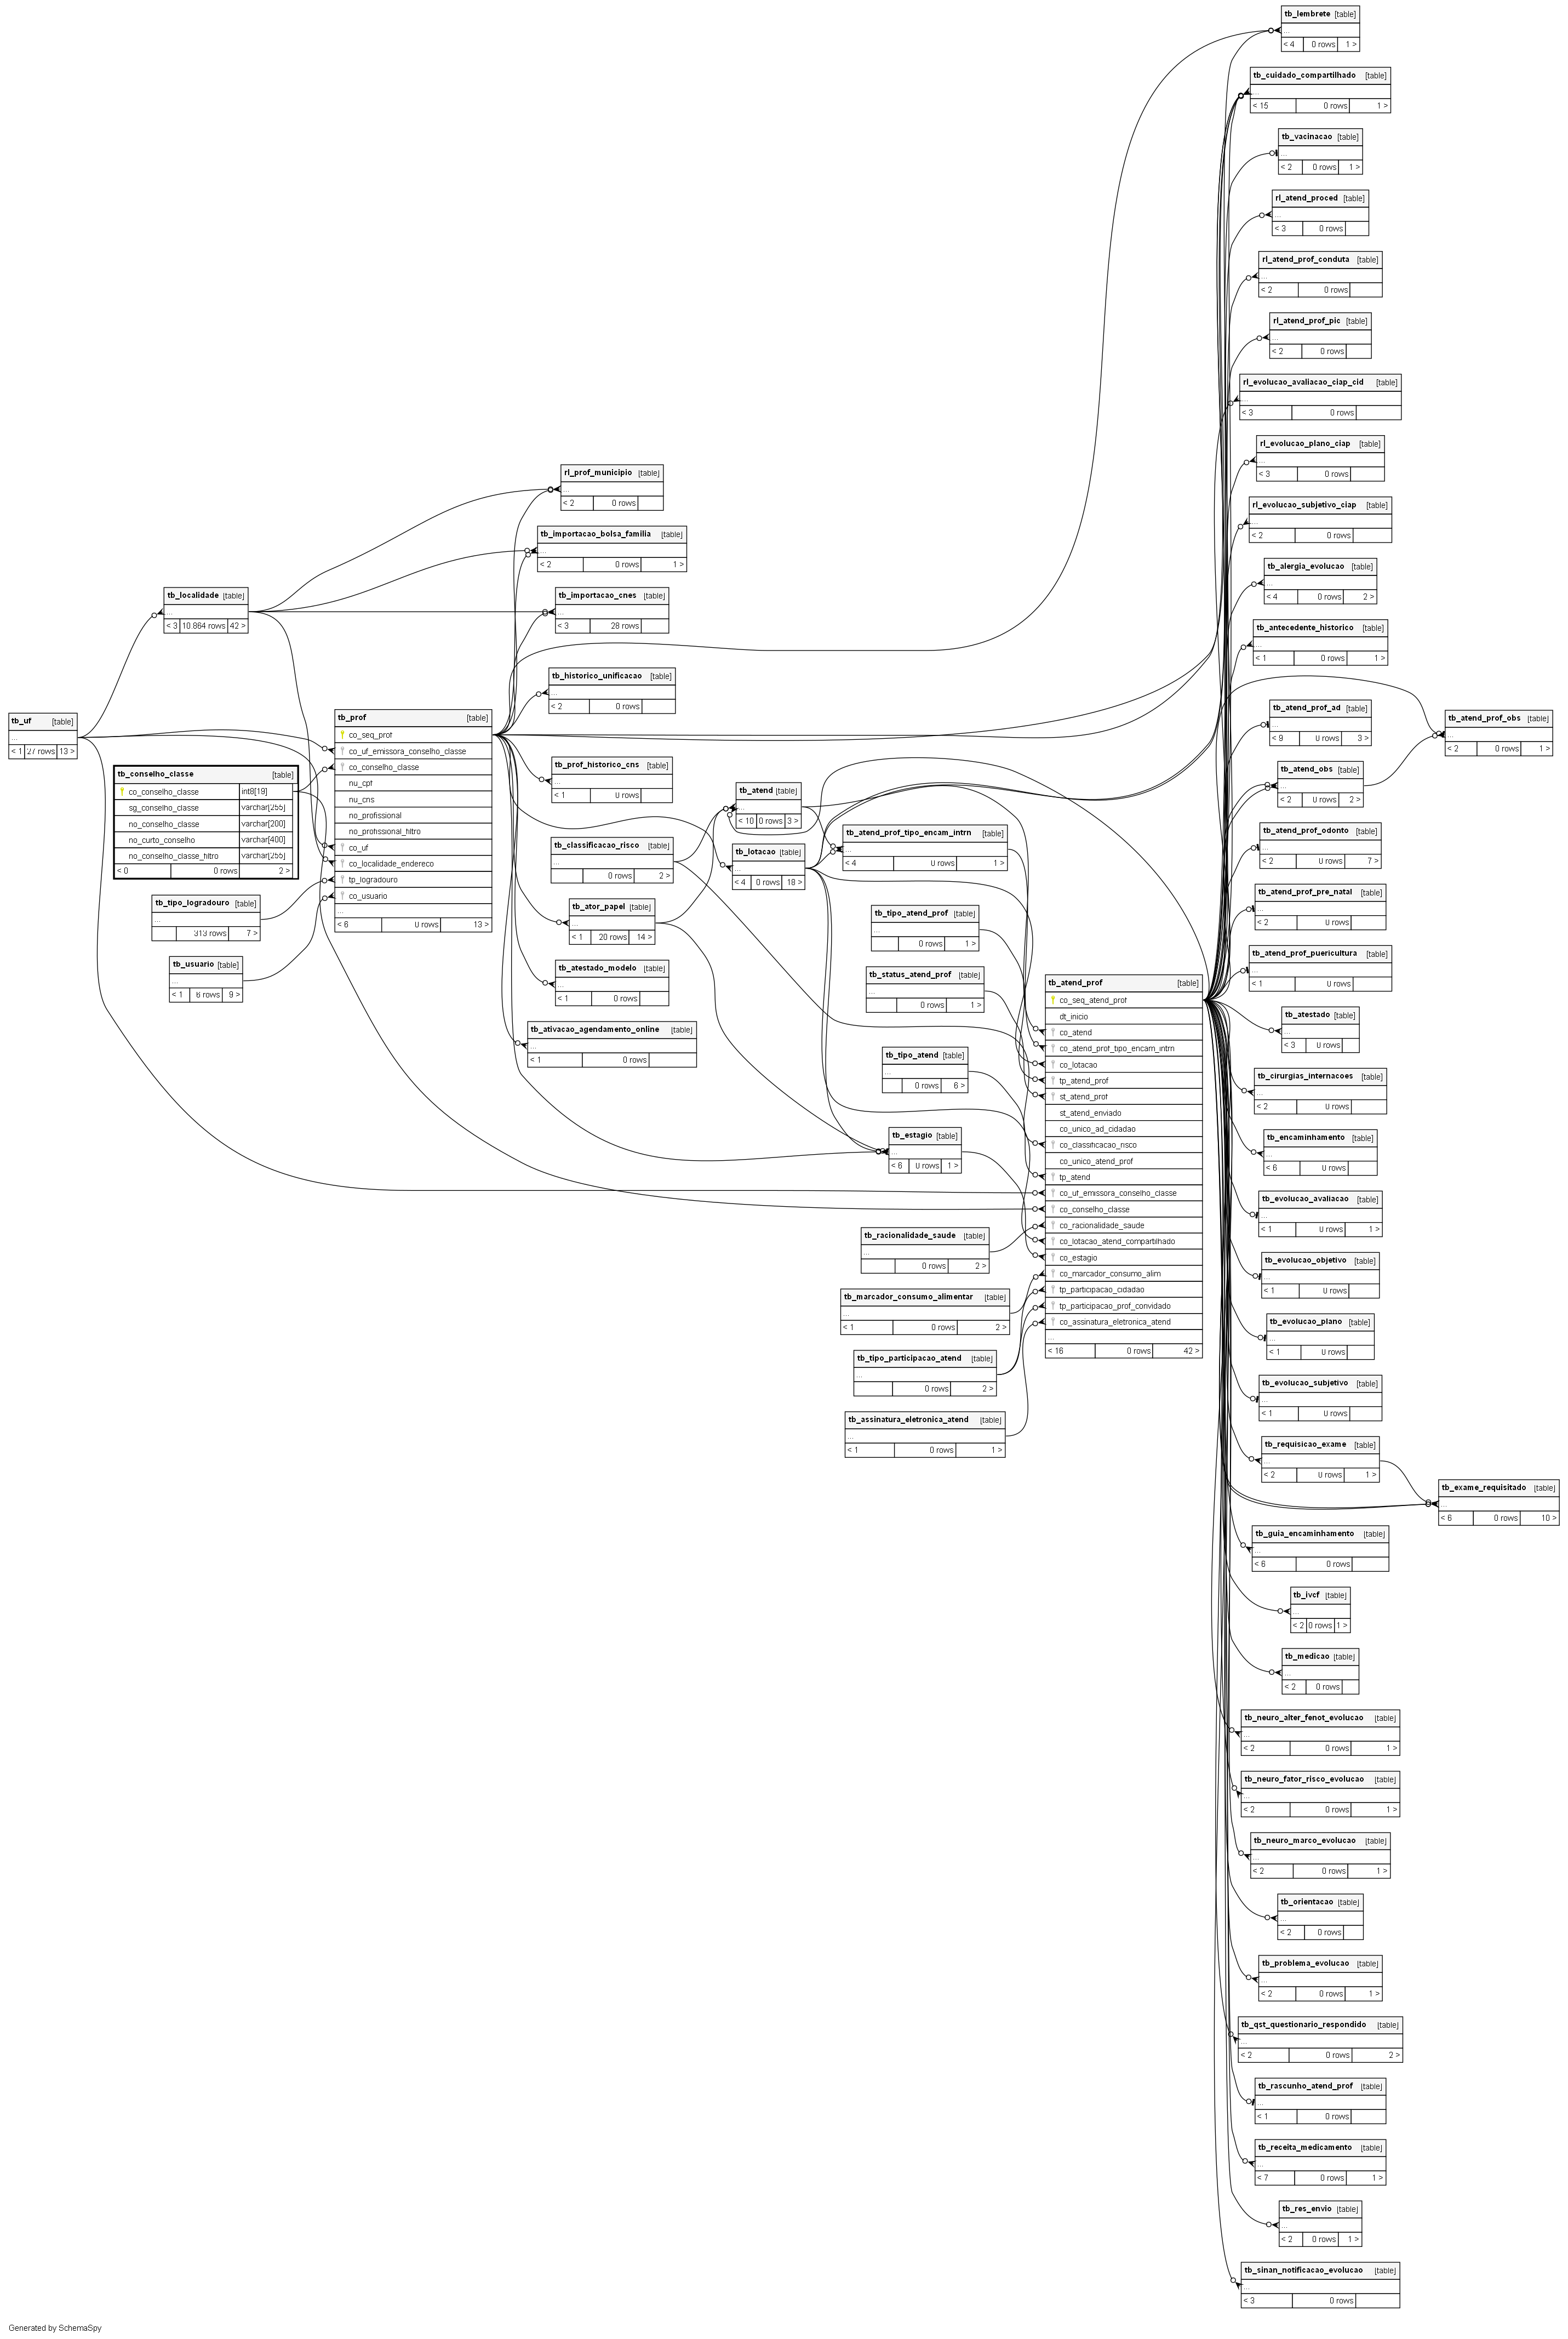 tb_lembrete [table]
...
< 4 0 rows 1 >
tb_cuidado_compartilhado [table]
...
< 15 0 rows 1 >
tb_vacinacao [table]
...
< 2 0 rows 1 >
rl_atend_proced [table]
...
< 3 0 rows
rl_atend_prof_conduta [table]
...
< 2 0 rows
rl_atend_prof_pic [table]
...
< 2 0 rows
rl_evolucao_avaliacao_ciap_cid [table]
...
< 3 0 rows
rl_evolucao_plano_ciap [table]
...
< 3 0 rows
rl_evolucao_subjetivo_ciap [table]
...
< 2 0 rows
tb_alergia_evolucao [table]
...
< 4 0 rows 2 >
tb_antecedente_historico [table]
...
< 1 0 rows 1 >
tb_atend_prof_ad [table]
...
< 9 0 rows 3 >
tb_atend_prof_obs [table]
...
< 2 0 rows 1 >
tb_atend_obs [table]
...
< 2 0 rows 2 >
tb_atend_prof_odonto [table]
...
< 2 0 rows 7 >
tb_atend_prof_pre_natal [table]
...
< 2 0 rows
tb_atend_prof_puericultura [table]
...
< 1 0 rows
tb_atestado [table]
...
< 3 0 rows
tb_cirurgias_internacoes [table]
...
< 2 0 rows
tb_encaminhamento [table]
...
< 6 0 rows
tb_evolucao_avaliacao [table]
...
< 1 0 rows 1 >
tb_evolucao_objetivo [table]
...
< 1 0 rows
tb_evolucao_plano [table]
...
< 1 0 rows
tb_evolucao_subjetivo [table]
...
< 1 0 rows
tb_requisicao_exame [table]
...
< 2 0 rows 1 >
tb_exame_requisitado [table]
...
< 6 0 rows 10 >
tb_guia_encaminhamento [table]
...
< 6 0 rows
tb_ivcf [table]
...
< 2 0 rows 1 >
tb_medicao [table]
...
< 2 0 rows
tb_neuro_alter_fenot_evolucao [table]
...
< 2 0 rows 1 >
tb_neuro_fator_risco_evolucao [table]
...
< 2 0 rows 1 >
tb_neuro_marco_evolucao [table]
...
< 2 0 rows 1 >
tb_orientacao [table]
...
< 2 0 rows
tb_problema_evolucao [table]
...
< 2 0 rows 1 >
tb_qst_questionario_respondido [table]
...
< 2 0 rows 2 >
tb_rascunho_atend_prof [table]
...
< 1 0 rows
tb_receita_medicamento [table]
...
< 7 0 rows 1 >
tb_res_envio [table]
...
< 2 0 rows 1 >
tb_sinan_notificacao_evolucao [table]
...
< 3 0 rows
rl_prof_municipio [table]
...
< 2 0 rows
tb_importacao_bolsa_familia [table]
...
< 2 0 rows 1 >
tb_localidade [table]
...
< 3 10.864 rows 42 >
tb_importacao_cnes [table]
...
< 3 28 rows
tb_historico_unificacao [table]
...
< 2 0 rows
tb_uf [table]
...
< 1 27 rows 13 >
tb_prof [table]
co_seq_prof
co_uf_emissora_conselho_classe
co_conselho_classe
nu_cpf
nu_cns
no_profissional
no_profissional_filtro
co_uf
co_localidade_endereco
tp_logradouro
co_usuario
...
< 6 0 rows 13 >
tb_conselho_classe [table]
co_conselho_classe int8[19]
sg_conselho_classe varchar[255]
no_conselho_classe varchar[200]
no_curto_conselho varchar[400]
no_conselho_classe_filtro varchar[255]
< 0 0 rows 2 >
tb_tipo_logradouro [table]
...
313 rows 7 >
tb_usuario [table]
...
< 1 6 rows 9 >
tb_prof_historico_cns [table]
...
< 1 0 rows
tb_classificacao_risco [table]
...
0 rows 2 >
tb_ator_papel [table]
...
< 1 20 rows 14 >
tb_atestado_modelo [table]
...
< 1 0 rows
tb_ativacao_agendamento_online [table]
...
< 1 0 rows
tb_atend [table]
...
< 10 0 rows 3 >
tb_lotacao [table]
...
< 4 0 rows 18 >
tb_atend_prof_tipo_encam_intrn [table]
...
< 4 0 rows 1 >
tb_tipo_atend_prof [table]
...
0 rows 1 >
tb_status_atend_prof [table]
...
0 rows 1 >
tb_tipo_atend [table]
...
0 rows 6 >
tb_estagio [table]
...
< 6 0 rows 1 >
tb_racionalidade_saude [table]
...
0 rows 2 >
tb_marcador_consumo_alimentar [table]
...
< 1 0 rows 2 >
tb_tipo_participacao_atend [table]
...
0 rows 2 >
tb_assinatura_eletronica_atend [table]
...
< 1 0 rows 1 >
tb_atend_prof [table]
co_seq_atend_prof
dt_inicio
co_atend
co_atend_prof_tipo_encam_intrn
co_lotacao
tp_atend_prof
st_atend_prof
st_atend_enviado
co_unico_ad_cidadao
co_classificacao_risco
co_unico_atend_prof
tp_atend
co_uf_emissora_conselho_classe
co_conselho_classe
co_racionalidade_saude
co_lotacao_atend_compartilhado
co_estagio
co_marcador_consumo_alim
tp_participacao_cidadao
tp_participacao_prof_convidado
co_assinatura_eletronica_atend
...
< 16 0 rows 42 >
Generated by SchemaSpy